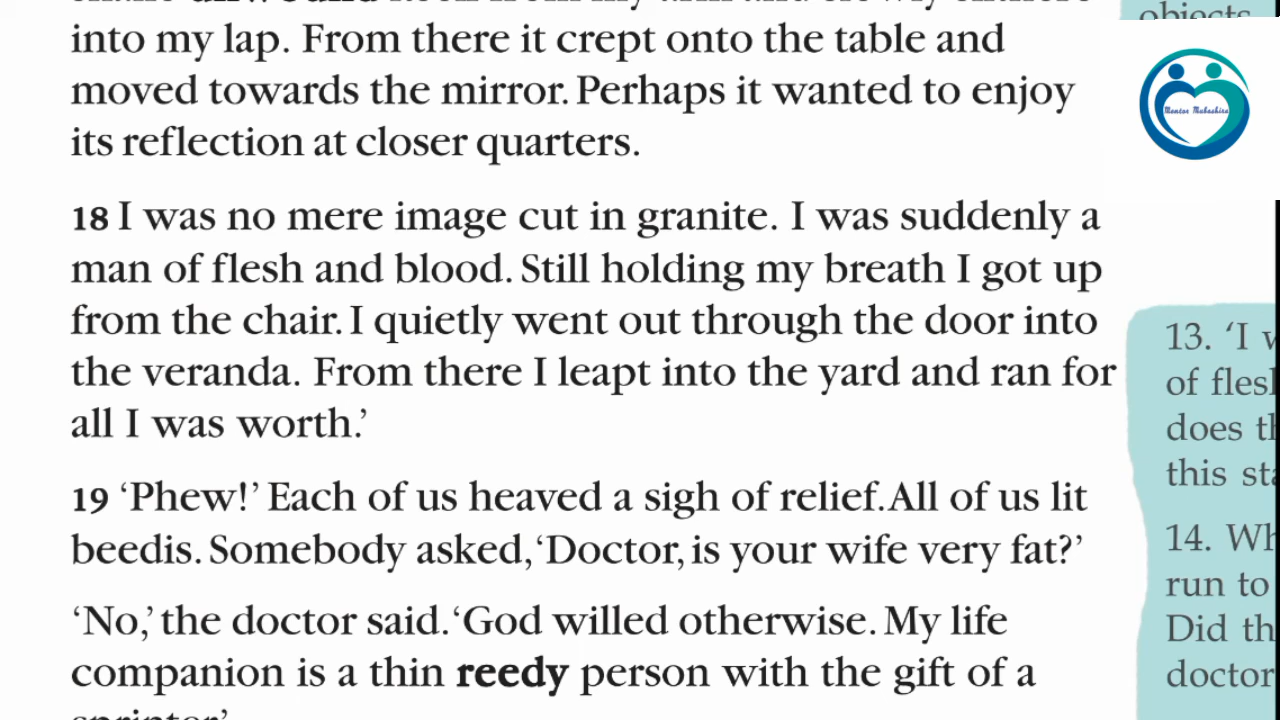 into my lap. From there it crept onto the table and
moved towards the mirror. Perhaps it wanted to enjoy
its reflection at closer quarters.
18 I was no mere image cut in granite. I was suddenly a
man of flesh and blood. Still holding my breath I got up
from the chair. I quietly went out through the door into
the veranda. From there I leapt into the yard and ran for
all I was worth.’
19 ‘Phew!’ Each of us heaved a sigh of relief. All of us lit
beedis. Somebody asked, ‘Doctor, is your wife very fat?’
‘No,’ the doctor said. ‘God willed otherwise. My life
companion is a thin reedy person with the gift of a
sprinter’
objects
Mentor Mubashira
13. ‘I
of
does
this
14.
run to
Did
doctor